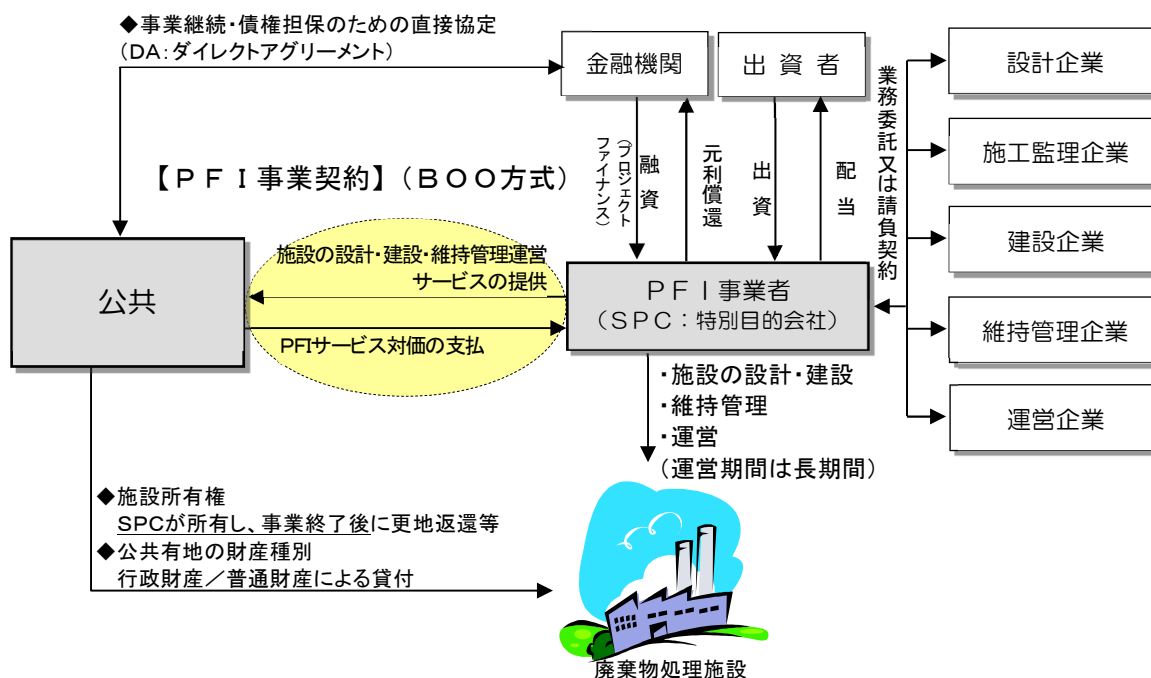 ◆事業継続・債権担保のための直接協定
(DA:ダイレクトアグリーメント)
金融機関
出資者
設計企業
施工監理企業
建設企業
維持管理企業
運営企業
業務委託又は請負契約
融資
(プロジェクト
ファイナンス)
元利償還
出資
配当
【PFI事業契約】(BOO方式)
公共
施設の設計・建設・維持管理運営
サービスの提供
PFIサービス対価の支払
PFI事業者
(SPC:特別目的会社)
・施設の設計・建設
・維持管理
・運営
(運営期間は長期間)
◆施設所有権
SPCが所有し、事業終了後に更地返還等
◆公共有地の財産種別
行政財産/普通財産による貸付
廃棄物処理施設